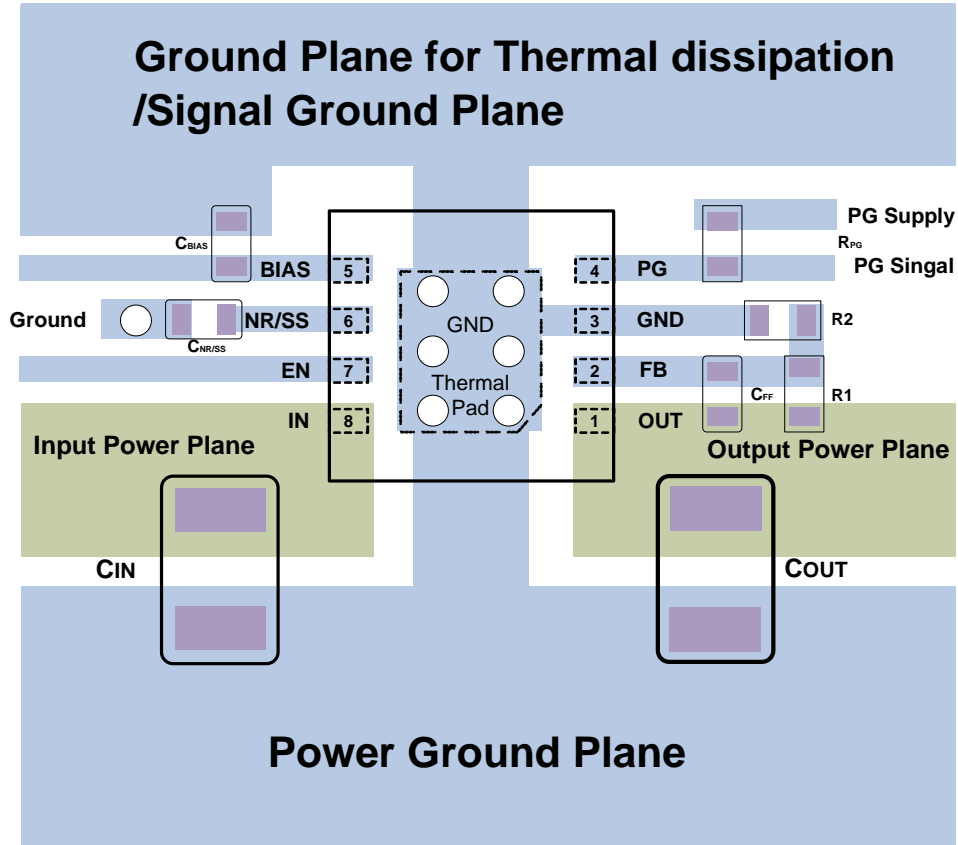 Ground Plane for Thermal dissipation
/Signal Ground Plane
PG Supply
CBIAS
RPG
BIAS
5
4
PG
PG Singal
Ground
NR/SS
6
GND
3
GND
R2
CNR/SS
EN
7
2
FB
Thermal
Pad
CFF
R1
IN
8
1
OUT
Input Power Plane
Output Power Plane
CIN
COUT
Power Ground Plane